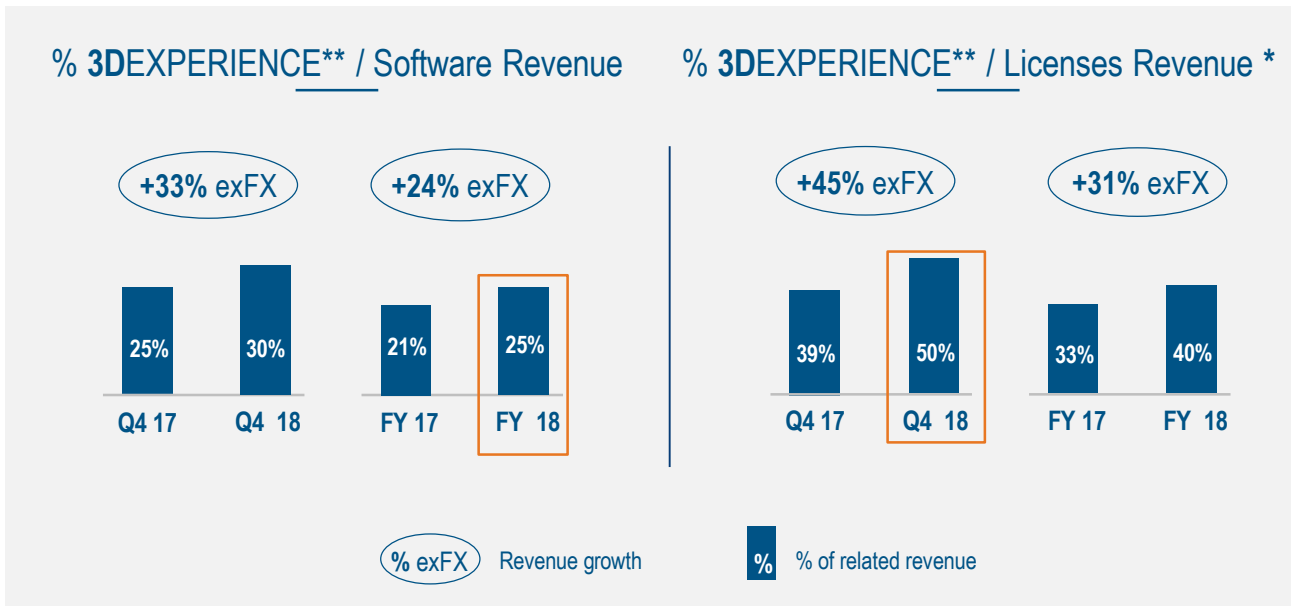 % 3DEXPERIENCE** / Software Revenue
+33% exFX
+24% exFX
25%
30%
21%
25%
Q4 17
Q4 18
FY 17
FY 18
% 3DEXPERIENCE** / Licenses Revenue *
+45% exFX
+31% exFX
39%
50%
33%
40%
Q4 17
Q4 18
FY 17
FY 18
% exFX
Revenue growth
%
% of related revenue